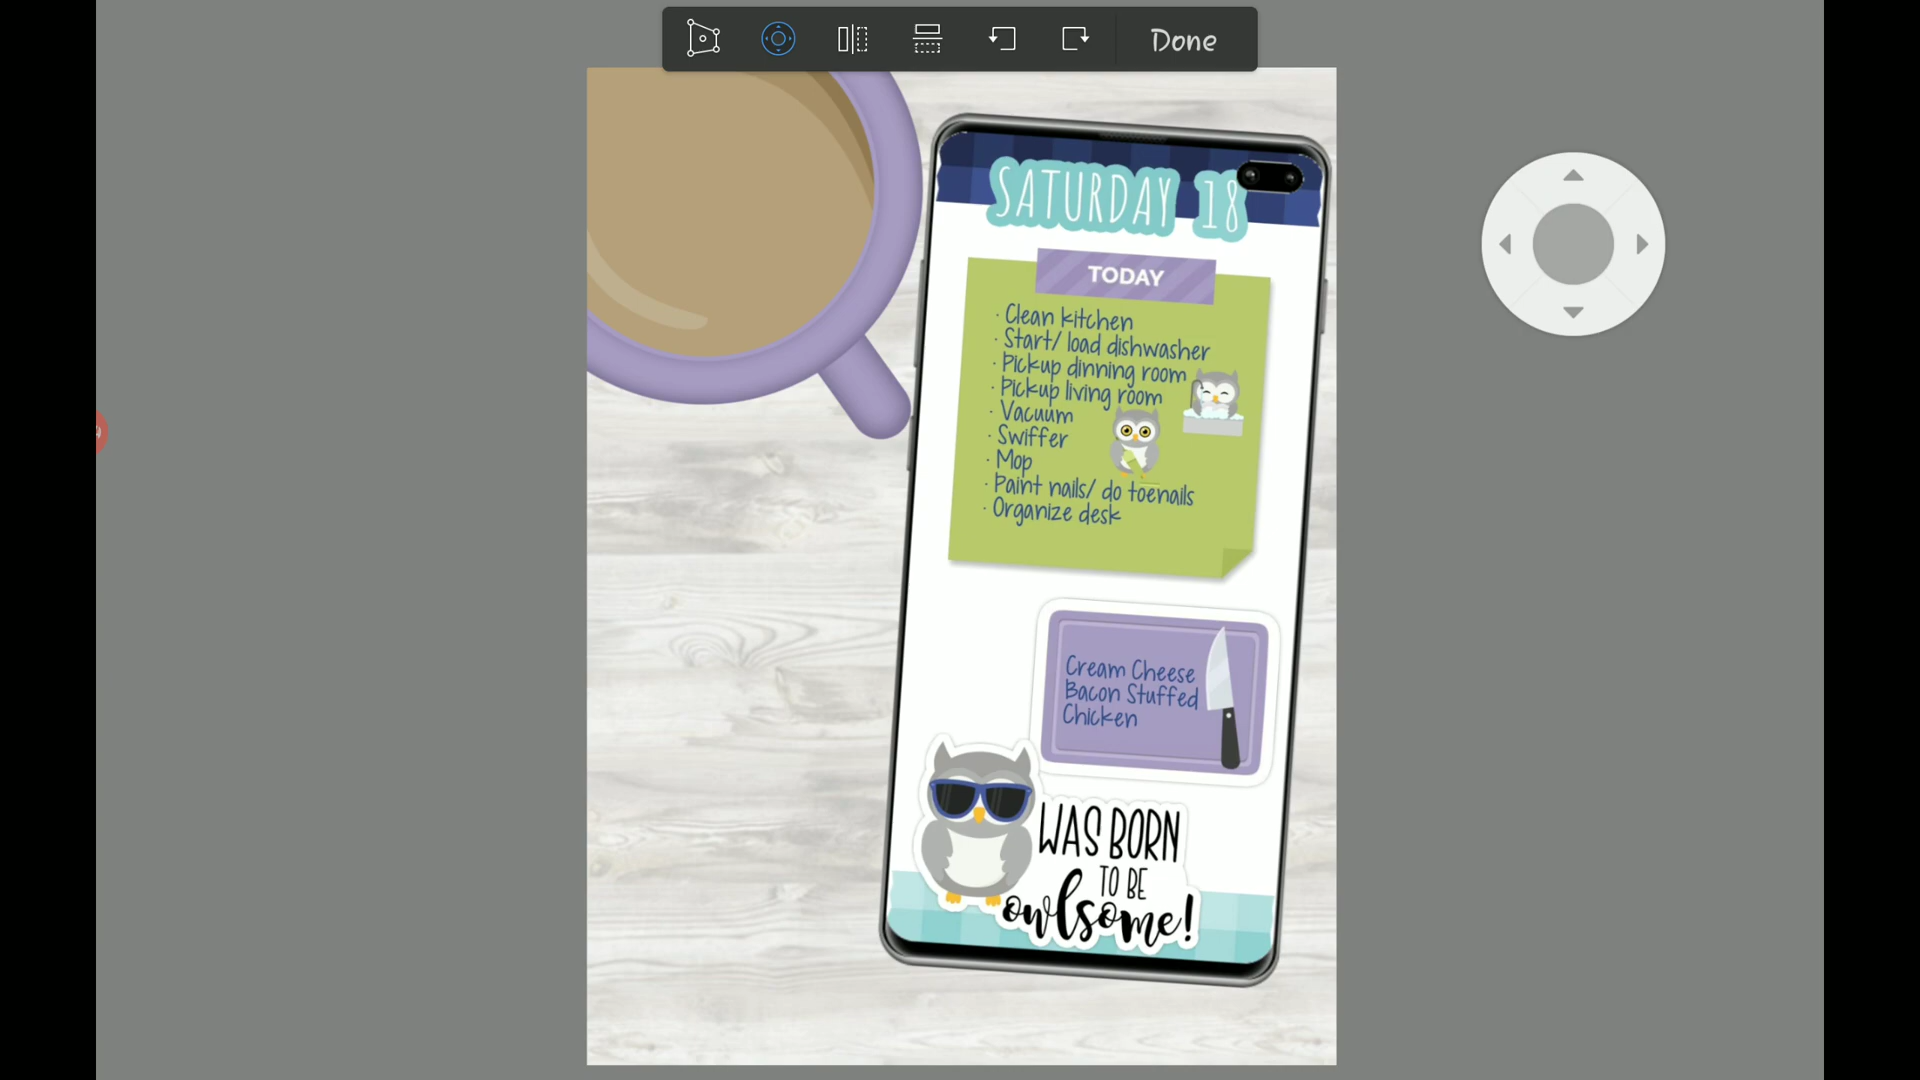 Done
SATURDAY 18
TODAY
· Clean kitchen
· Start/ load dishwasher
· Pickup dinning room
· Pickup living room
· Vacuum
· Swiffer
· Mop
· Paint nails/ do toenails
· Organize desk
Cream Cheese
Bacon Stuffed
Chicken
WAS BORN
TO BE
owlsome!